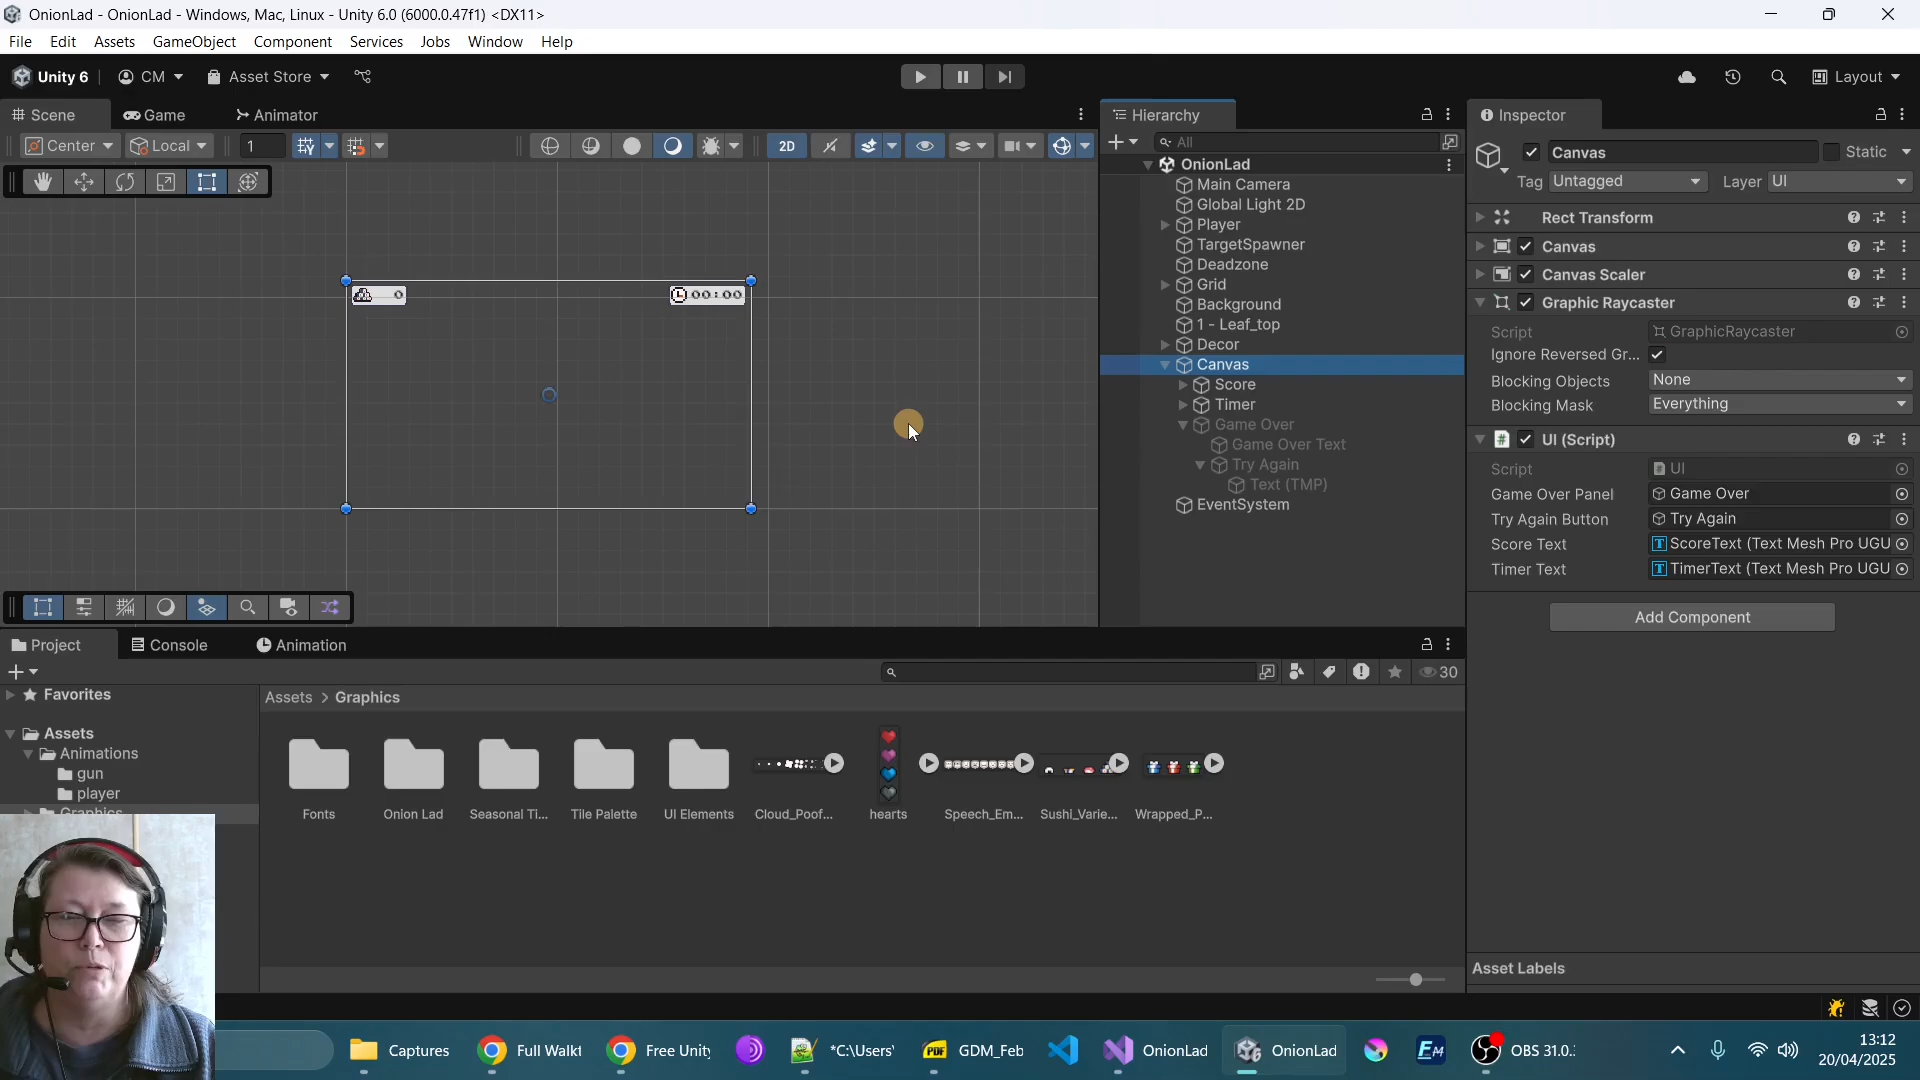 OnionLad - OnionLad - Windows, Mac, Linux - Unity 6.0 (6000.0.47f1) <DX11>
File Edit Assets GameObject Component Services Jobs Window Help
Unity 6 CM Asset Store Layout
Scene Game Animator
Center Local 1 2D
0 00:00
Hierarchy
All
OnionLad
Main Camera
Global Light 2D
Player
TargetSpawner
Deadzone
Grid
Background
1 - Leaf_top
Decor
Canvas
Score
Timer
Game Over
Game Over Text
Try Again
Text (TMP)
EventSystem
Inspector
Canvas Static
Tag Untagged Layer UI
Rect Transform
Canvas
Canvas Scaler
Graphic Raycaster
Script GraphicRaycaster
Ignore Reversed Gr...
Blocking Objects None
Blocking Mask Everything
UI (Script)
Script UI
Game Over Panel Game Over
Try Again Button Try Again
Score Text ScoreText (Text Mesh Pro UGU
Timer Text TimerText (Text Mesh Pro UGU
Add Component
Asset Labels
Project Console Animation
30
Favorites
Assets
Animations
gun
player
Graphics
Assets > Graphics
Fonts Onion Lad Seasonal Ti... Tile Palette UI Elements Cloud_Poof... hearts Speech_Em... Sushi_Varie... Wrapped_P...
Captures Full Walkt Free Unity *C:\Users\ PDF GDM_Feb OnionLad OnionLad OBS 31.0.
13:12
20/04/2025